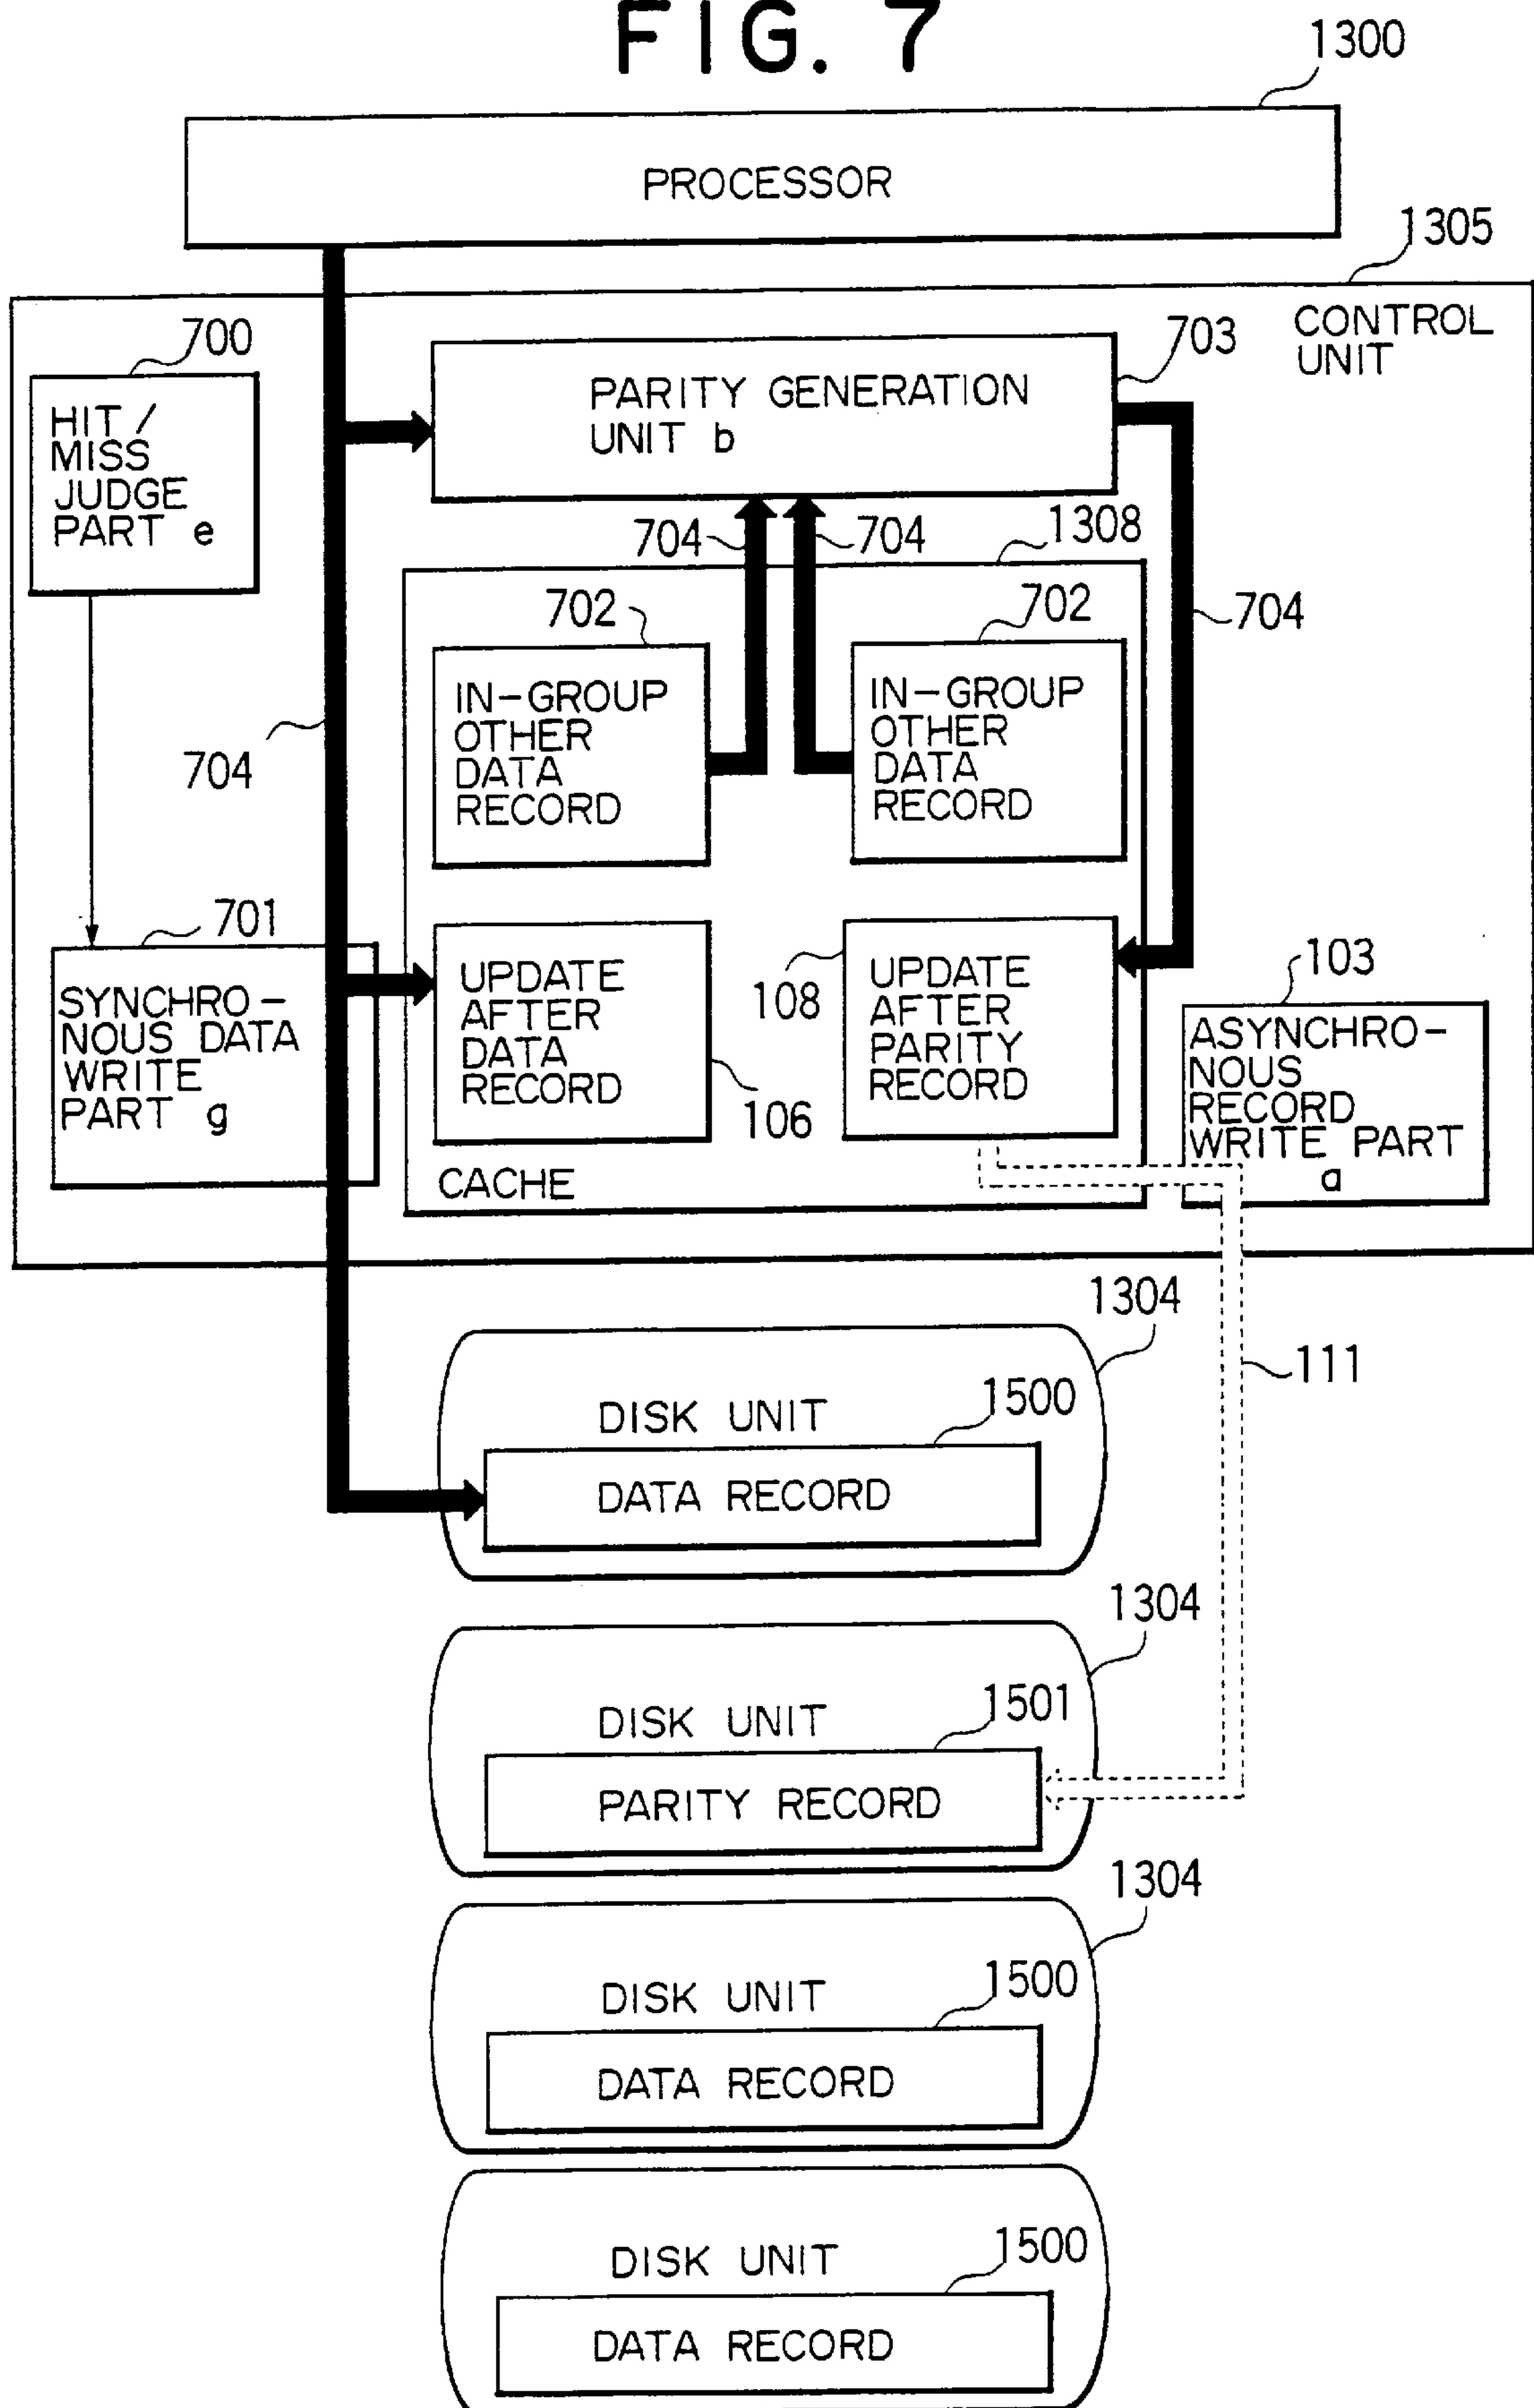 FIG. 7
1300
PROCESSOR
1305
CONTROL
UNIT
700
HIT /
MISS
JUDGE
PART e
703
PARITY GENERATION
UNIT b
704
704
1308
704
702
IN-GROUP
OTHER
DATA
RECORD
702
IN-GROUP
OTHER
DATA
RECORD
704
701
SYNCHRO-
NOUS DATA
WRITE
PART g
UPDATE
AFTER
DATA
RECORD
106
108
UPDATE
AFTER
PARITY
RECORD
103
ASYNCHRO-
NOUS
RECORD
WRITE PART
a
CACHE
1304
111
DISK UNIT
1500
DATA RECORD
1304
DISK UNIT
1501
PARITY RECORD
1304
DISK UNIT
1500
DATA RECORD
DISK UNIT
1500
DATA RECORD